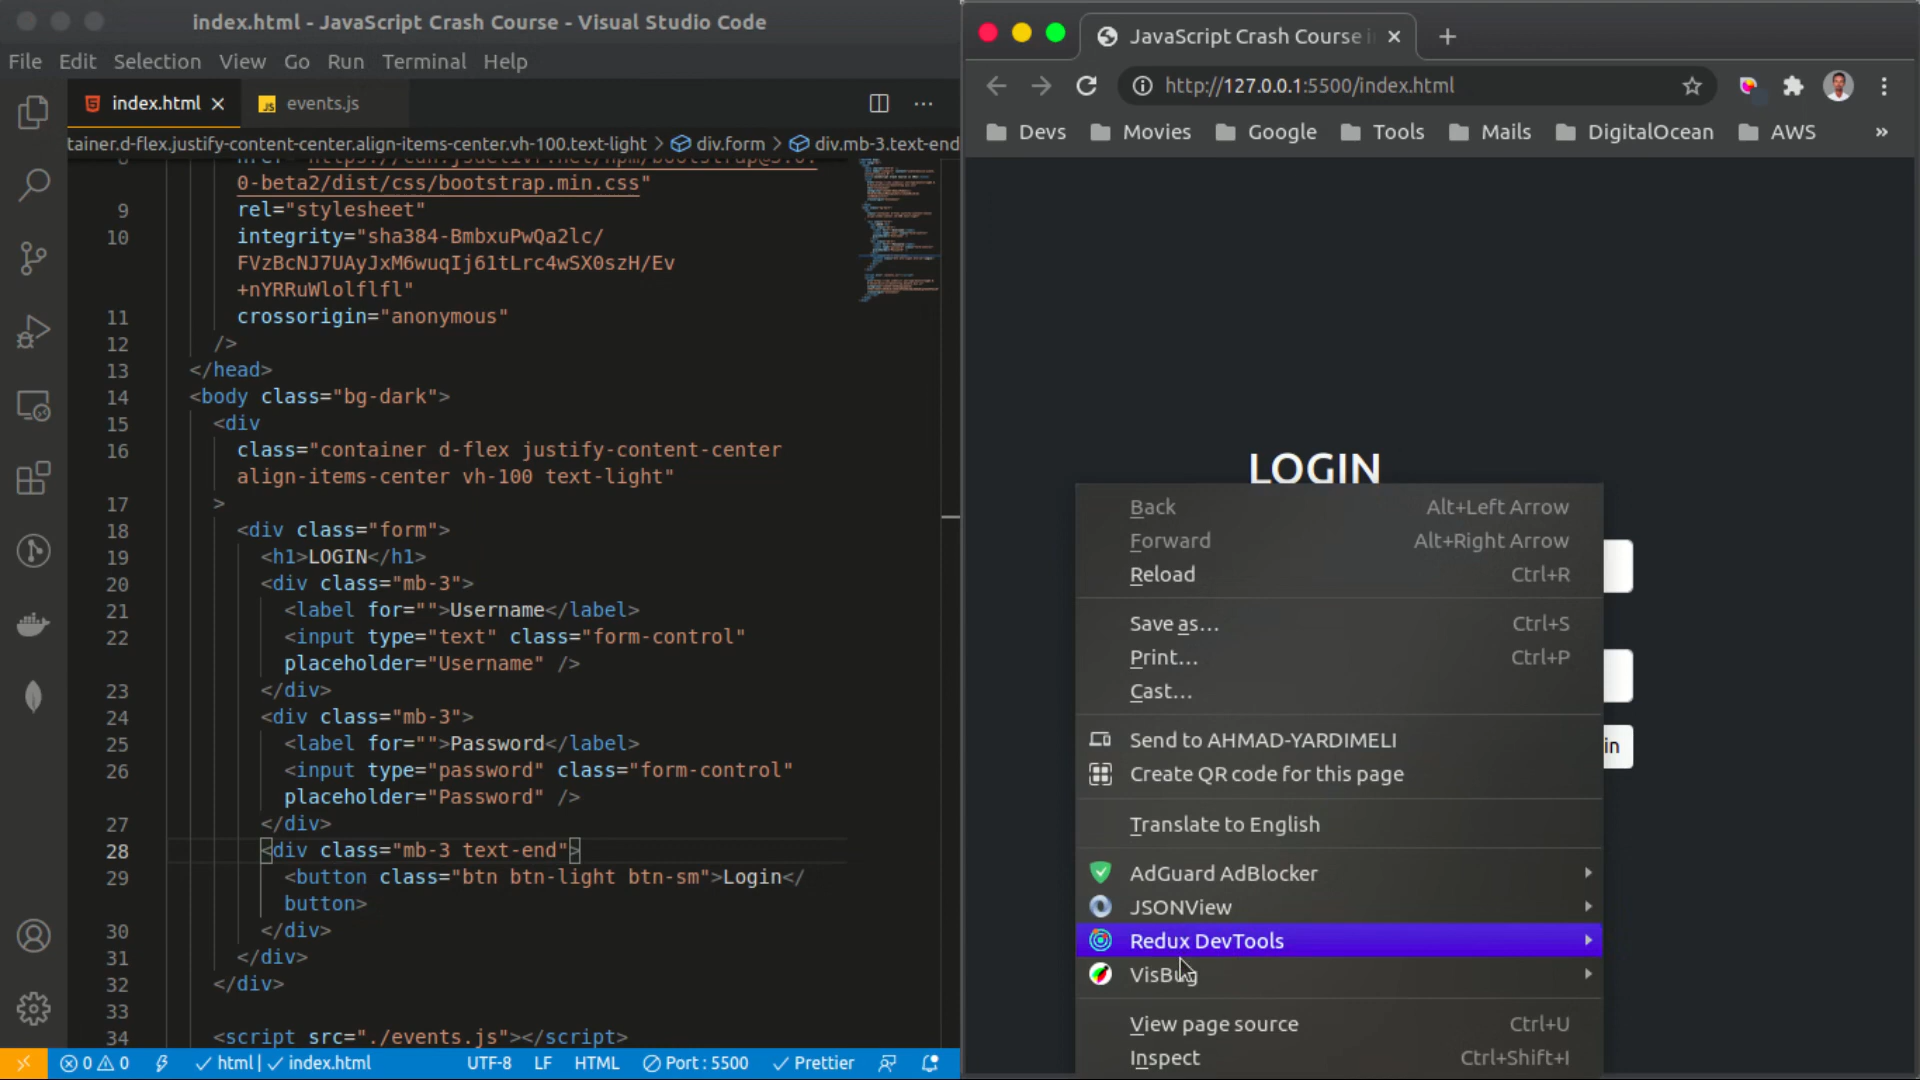 index.html - JavaScript Crash Course - Visual Studio Code
File Edit Selection View Go Run Terminal Help
index.html
JS events.js
tainer.d-flex.justify-content-center.align-items-center.vh-100.text-light > div.form > div.mb-3.text-end
href="https://cdn.jsdelivr.net/npm/bootstrap@5.0.
0-beta2/dist/css/bootstrap.min.css"
9 rel="stylesheet"
10 integrity="sha384-BmbxuPwQa2lc/
FVzBcNJ7UAyJxM6wuqIj61tLrc4wSX0szH/Ev
+nYRRuWlolflfl"
11 crossorigin="anonymous"
12 />
13 </head>
14 <body class="bg-dark">
15 <div
16 class="container d-flex justify-content-center
align-items-center vh-100 text-light"
17 >
18 <div class="form">
19 <h1>LOGIN</h1>
20 <div class="mb-3">
21 <label for="">Username</label>
22 <input type="text" class="form-control"
placeholder="Username" />
23 </div>
24 <div class="mb-3">
25 <label for="">Password</label>
26 <input type="password" class="form-control"
placeholder="Password" />
27 </div>
28 <div class="mb-3 text-end">
29 <button class="btn btn-light btn-sm">Login</
button>
30 </div>
31 </div>
32 </div>
33
34 <script src="./events.js"></script>
0 0 html | index.html UTF-8 LF HTML Port : 5500 Prettier
JavaScript Crash Course i
http://127.0.0.1:5500/index.html
Devs Movies Google Tools Mails DigitalOcean AWS »
LOGIN
Back Alt+Left Arrow
Forward Alt+Right Arrow
Reload Ctrl+R
Save as... Ctrl+S
Print... Ctrl+P
Cast...
Send to AHMAD-YARDIMELI
in
Create QR code for this page
Translate to English
AdGuard AdBlocker
JSONView
Redux DevTools
VisBug
View page source Ctrl+U
Inspect Ctrl+Shift+I